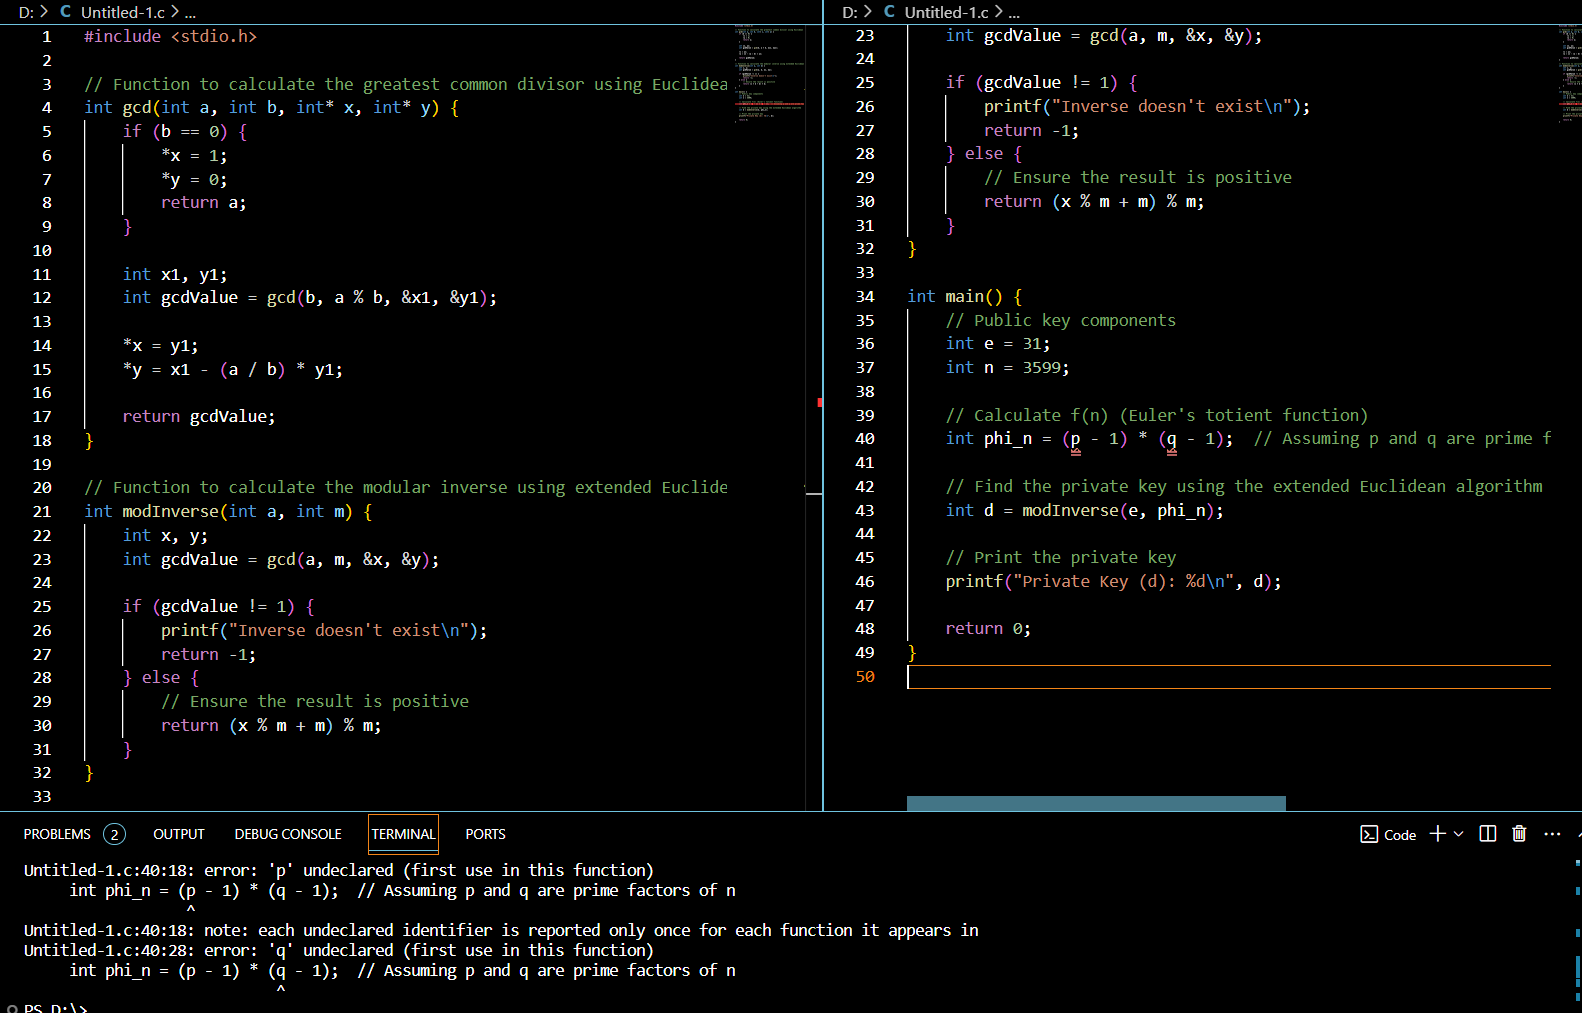 D: > C Untitled-1.c > ...
1 #include <stdio.h>
2
3 // Function to calculate the greatest common divisor using Euclidea
4 int gcd(int a, int b, int* x, int* y) {
5     if (b == 0) {
6         *x = 1;
7         *y = 0;
8         return a;
9     }
10
11     int x1, y1;
12     int gcdValue = gcd(b, a % b, &x1, &y1);
13
14     *x = y1;
15     *y = x1 - (a / b) * y1;
16
17     return gcdValue;
18 }
19
20 // Function to calculate the modular inverse using extended Euclide
21 int modInverse(int a, int m) {
22     int x, y;
23     int gcdValue = gcd(a, m, &x, &y);
24
25     if (gcdValue != 1) {
26         printf("Inverse doesn't exist\n");
27         return -1;
28     } else {
29         // Ensure the result is positive
30         return (x % m + m) % m;
31     }
32 }
33
D: > C Untitled-1.c > ...
23     int gcdValue = gcd(a, m, &x, &y);
24
25     if (gcdValue != 1) {
26         printf("Inverse doesn't exist\n");
27         return -1;
28     } else {
29         // Ensure the result is positive
30         return (x % m + m) % m;
31     }
32 }
33
34 int main() {
35     // Public key components
36     int e = 31;
37     int n = 3599;
38
39     // Calculate f(n) (Euler's totient function)
40     int phi_n = (p - 1) * (q - 1);  // Assuming p and q are prime f
41
42     // Find the private key using the extended Euclidean algorithm
43     int d = modInverse(e, phi_n);
44
45     // Print the private key
46     printf("Private Key (d): %d\n", d);
47
48     return 0;
49 }
50
PROBLEMS 2 OUTPUT DEBUG CONSOLE TERMINAL PORTS Code
Untitled-1.c:40:18: error: 'p' undeclared (first use in this function)
     int phi_n = (p - 1) * (q - 1);  // Assuming p and q are prime factors of n
                  ^
Untitled-1.c:40:18: note: each undeclared identifier is reported only once for each function it appears in
Untitled-1.c:40:28: error: 'q' undeclared (first use in this function)
     int phi_n = (p - 1) * (q - 1);  // Assuming p and q are prime factors of n
                            ^
PS D:\>